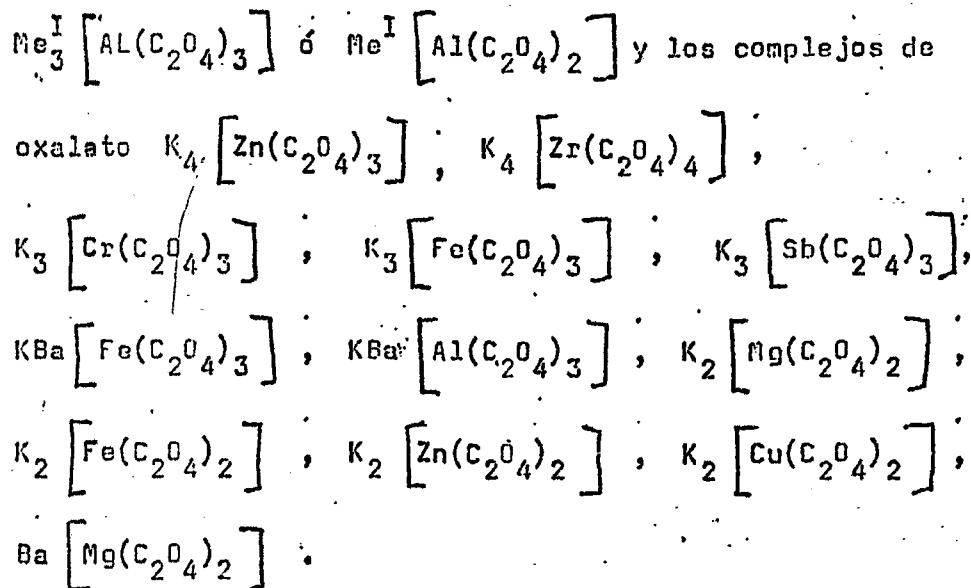 Me₃ᴵ [AL(C₂O₄)₃] ó Meᴵ [Al(C₂O₄)₂] y los complejos de
oxalato K₄ [Zn(C₂O₄)₃] ; K₄ [Zr(C₂O₄)₄] ;
K₃ [Cr(C₂O₄)₃] ; K₃ [Fe(C₂O₄)₃] ; K₃ [Sb(C₂O₄)₃] ;
KBa [Fe(C₂O₄)₃] ; KBa [Al(C₂O₄)₃] ; K₂ [Mg(C₂O₄)₂] ;
K₂ [Fe(C₂O₄)₂] ; K₂ [Zn(C₂O₄)₂] ; K₂ [Cu(C₂O₄)₂] ,
Ba [Mg(C₂O₄)₂] .